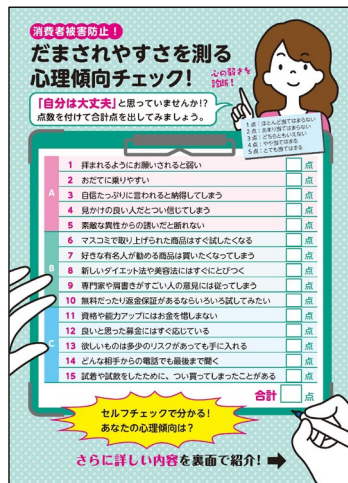 消費者被害防止!
だまされやすさを測る
心理傾向チェック!
心の弱さを
診断!
「自分は大丈夫」と思っていませんか!?
点数を付けて合計点を出してみましょう。
1点:ほとんど当てはまらない
2点:あまり当てはまらない
3点:どちらともいえない
4点:やや当てはまる
5点:とても当てはまる
A
1 拝まれるようにお願いされると弱い 点
2 おだてに乗りやすい 点
3 自信たっぷりに言われると納得してしまう 点
4 見かけの良い人だとつい信じてしまう 点
5 素敵な異性からの誘いだと断れない 点
B
6 マスコミで取り上げられた商品はすぐ試したくなる 点
7 好きな有名人が勧める商品は買いたくなってしまう 点
8 新しいダイエット法や美容法にはすぐにとびつく 点
9 専門家や肩書きがすごい人の意見には従ってしまう 点
10 無料だったり返金保証があるならいろいろ試してみたい 点
C
11 資格や能力アップにはお金を惜しまない 点
12 良いと思った募金にはすぐ応じている 点
13 欲しいものは多少のリスクがあっても手に入れる 点
14 どんな相手からの電話でも最後まで聞く 点
15 試着や試飲をしたために、つい買ってしまったことがある 点
合計 点
セルフチェックで分かる!
あなたの心理傾向は?
さらに詳しい内容を裏面で紹介!➡